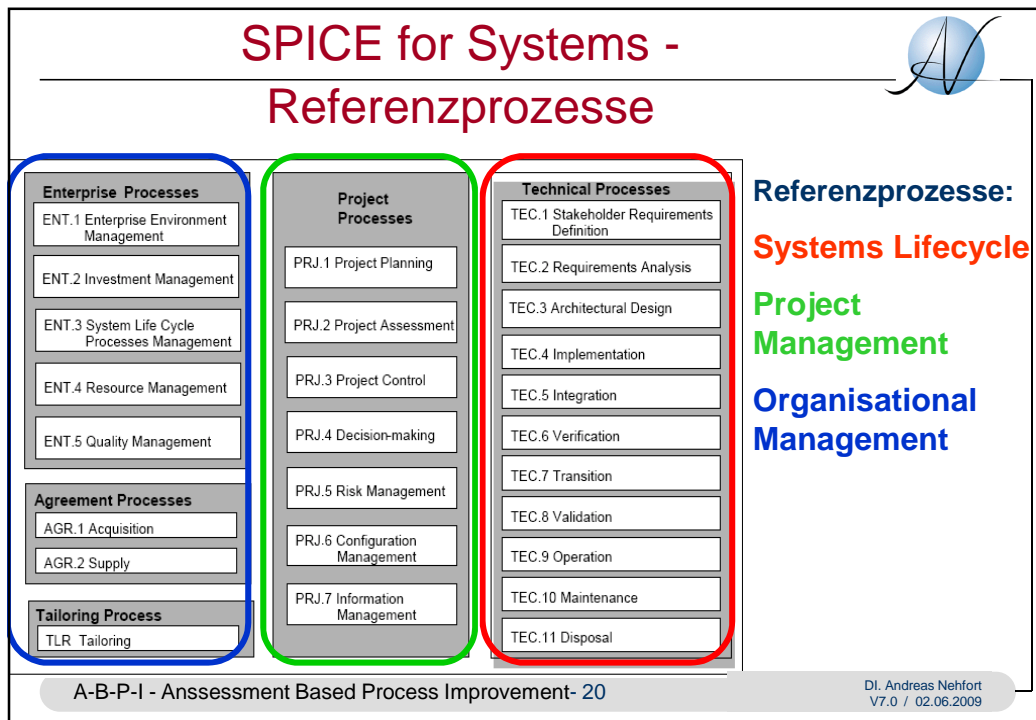 SPICE for Systems -
Referenzprozesse
Enterprise Processes
ENT.1 Enterprise Environment
Management
ENT.2 Investment Management
ENT.3 System Life Cycle
Processes Management
ENT.4 Resource Management
ENT.5 Quality Management
Agreement Processes
AGR.1 Acquisition
AGR.2 Supply
Tailoring Process
TLR Tailoring
Project
Processes
PRJ.1 Project Planning
PRJ.2 Project Assessment
PRJ.3 Project Control
PRJ.4 Decision-making
PRJ.5 Risk Management
PRJ.6 Configuration
Management
PRJ.7 Information
Management
Technical Processes
TEC.1 Stakeholder Requirements
Definition
TEC.2 Requirements Analysis
TEC.3 Architectural Design
TEC.4 Implementation
TEC.5 Integration
TEC.6 Verification
TEC.7 Transition
TEC.8 Validation
TEC.9 Operation
TEC.10 Maintenance
TEC.11 Disposal
Referenzprozesse:
Systems Lifecycle
Project
Management
Organisational
Management
A-B-P-I - Anssessment Based Process Improvement- 20
DI. Andreas Nehfort
V7.0 / 02.06.2009